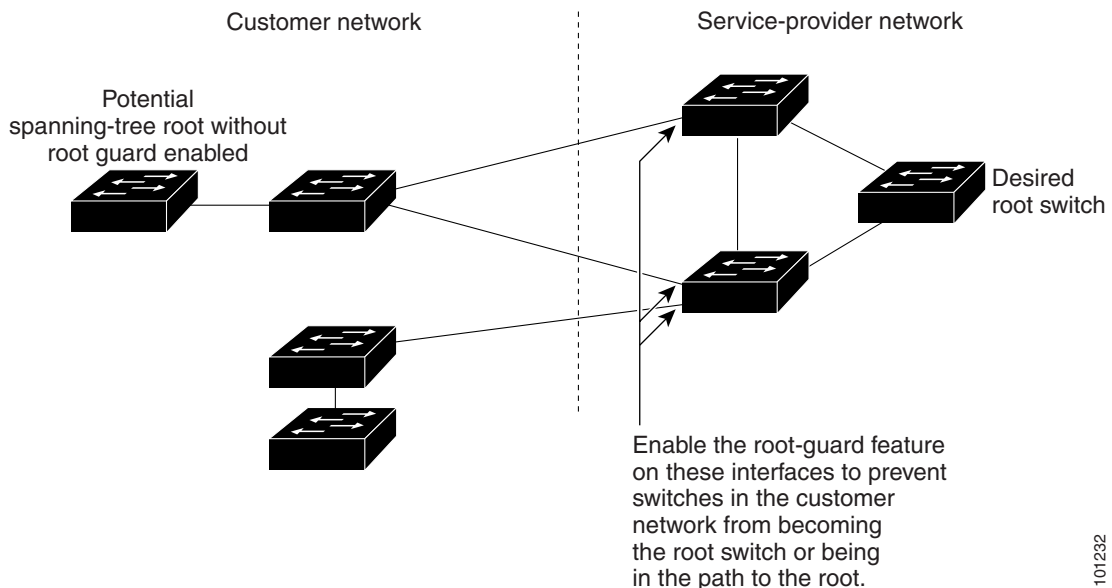 Customer network
Service-provider network
Potential
spanning-tree root without
root guard enabled
Desired
root switch
Enable the root-guard feature
on these interfaces to prevent
switches in the customer
network from becoming
the root switch or being
in the path to the root.
101232